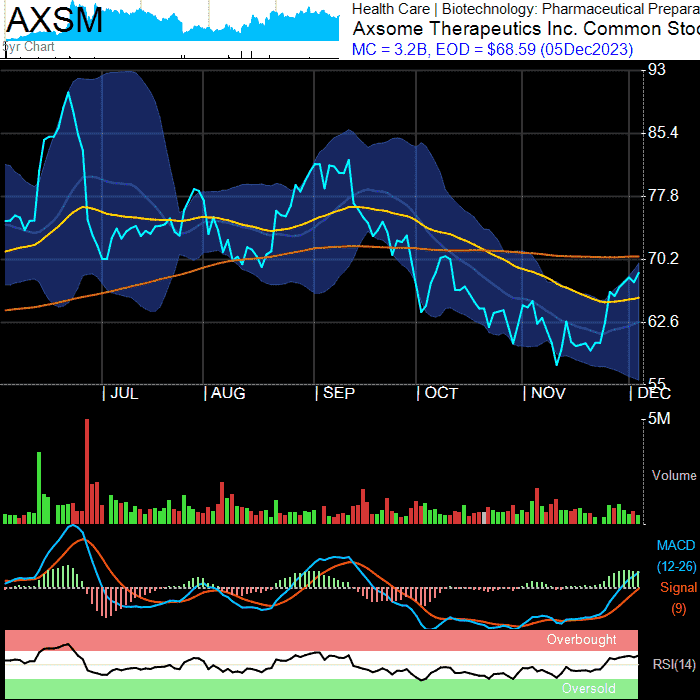 AXSM
5yr Chart
Health Care | Biotechnology: Pharmaceutical Prepara
Axsome Therapeutics Inc. Common Stoc
MC = 3.2B, EOD = $68.59 (05Dec2023)
93
85.4
77.8
70.2
62.6
55
JUL
AUG
SEP
OCT
NOV
DEC
5M
Volume
MACD
(12-26)
Signal
(9)
Overbought
RSI(14)
Oversold